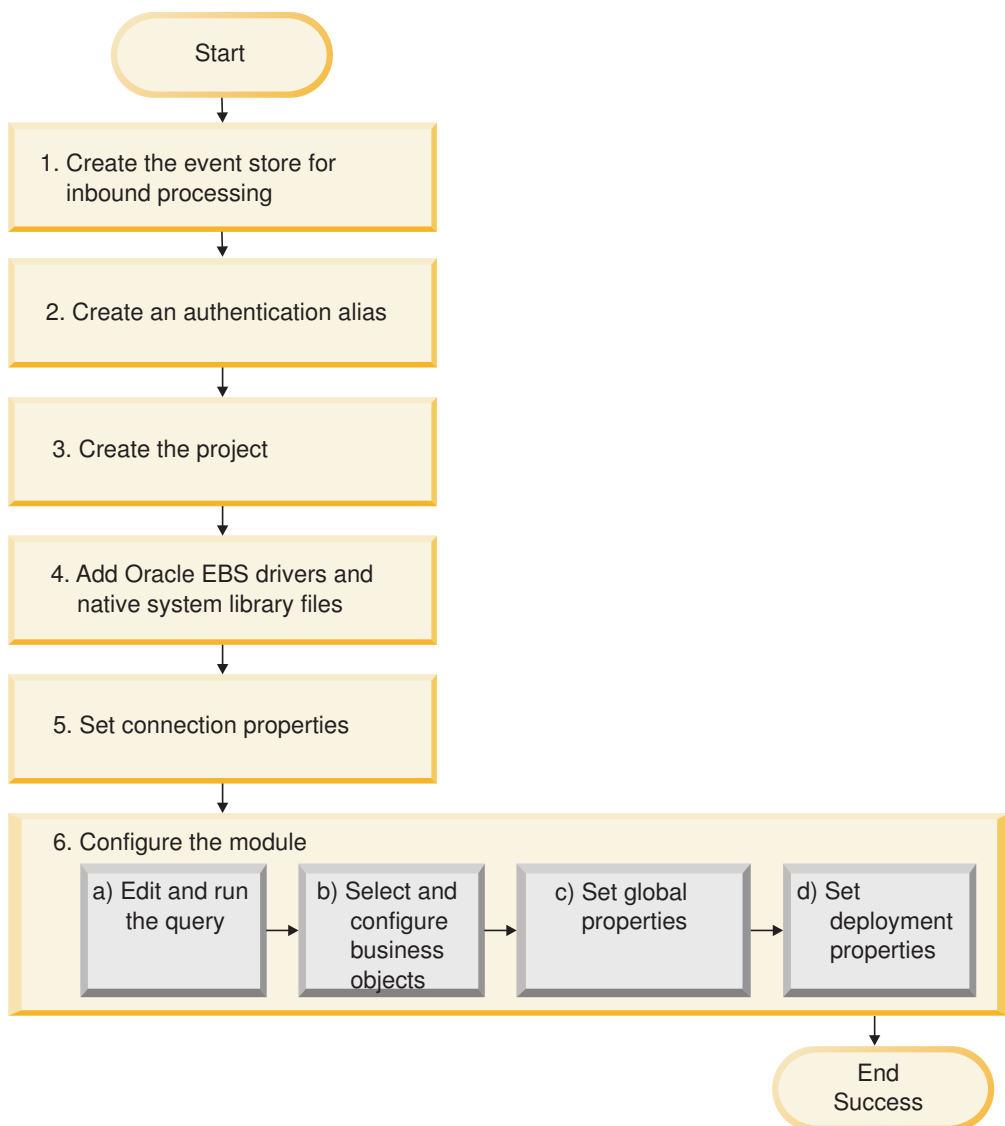 Start
1. Create the event store for
inbound processing
2. Create an authentication alias
3. Create the project
4. Add Oracle EBS drivers and
native system library files
5. Set connection properties
6. Configure the module
a) Edit and run
the query
b) Select and
configure
business
objects
c) Set global
properties
d) Set
deployment
properties
End
Success